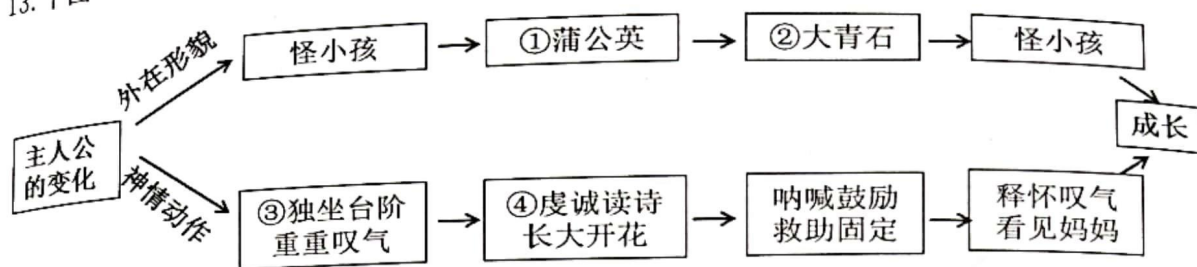 13.
外在形貌
怪小孩
①蒲公英
②大青石
怪小孩
主人公
的变化
成长
神情动作
③独坐台阶
重重叹气
④虔诚读诗
长大开花
呐喊鼓励
救助固定
释怀叹气
看见妈妈